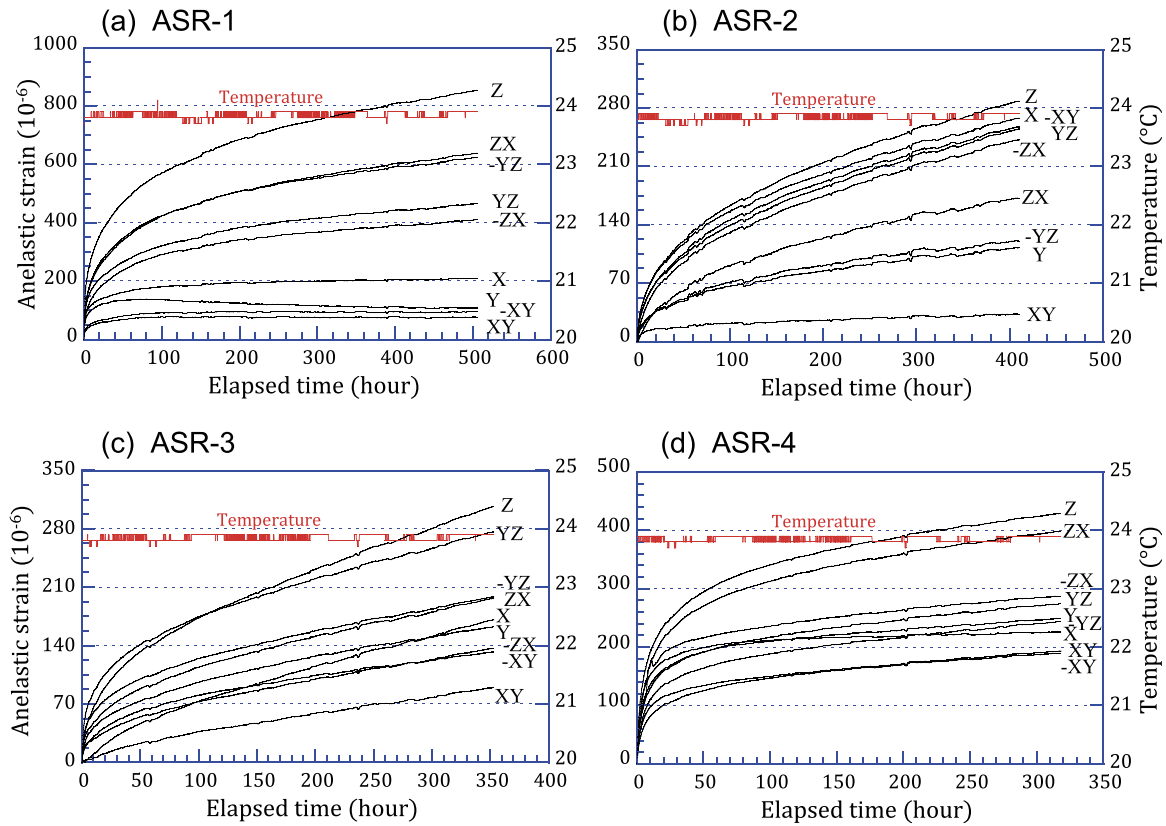 (a) ASR-1
(b) ASR-2
1000
800
600
400
200
0
Anelastic strain (10-6)
Temperature
Z
ZX
-YZ
YZ
-ZX
X
Y
-XY
XY
25
24
23
22
21
20
0 100 200 300 400 500 600
Elapsed time (hour)
350
280
210
140
70
0
Temperature
Z
X -XY
YZ
-ZX
ZX
-YZ
Y
XY
25
24
23
22
21
20
Temperature (°C)
0 100 200 300 400 500
Elapsed time (hour)
(c) ASR-3
(d) ASR-4
350
280
210
140
70
0
Anelastic strain (10-6)
Temperature
Z
YZ
-YZ
ZX
X
Y
-ZX
-XY
XY
25
24
23
22
21
20
0 50 100 150 200 250 300 350 400
Elapsed time (hour)
500
400
300
200
100
0
Temperature
Z
ZX
-ZX
YZ
Y
-YZ
X
XY
-XY
25
24
23
22
21
20
Temperature (°C)
0 50 100 150 200 250 300 350
Elapsed time (hour)